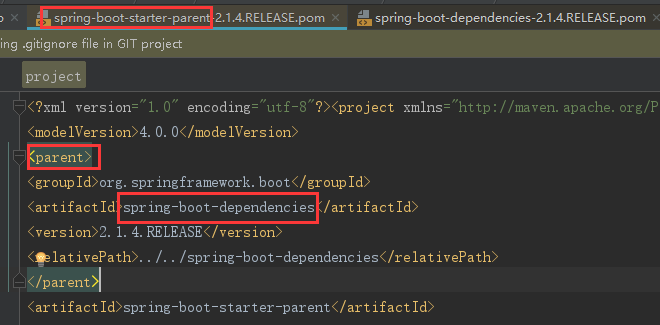 spring-boot-starter-parent-2.1.4.RELEASE.pom × spring-boot-dependencies-2.1.4.RELEASE.pom ×
ing .gitignore file in GIT project
project
<?xml version="1.0" encoding="utf-8"?><project xmlns="http://maven.apache.org/P
<modelVersion>4.0.0</modelVersion>
<parent>
<groupId>org.springframework.boot</groupId>
<artifactId>spring-boot-dependencies</artifactId>
<version>2.1.4.RELEASE</version>
<relativePath>../../spring-boot-dependencies</relativePath>
</parent>
<artifactId>spring-boot-starter-parent</artifactId>